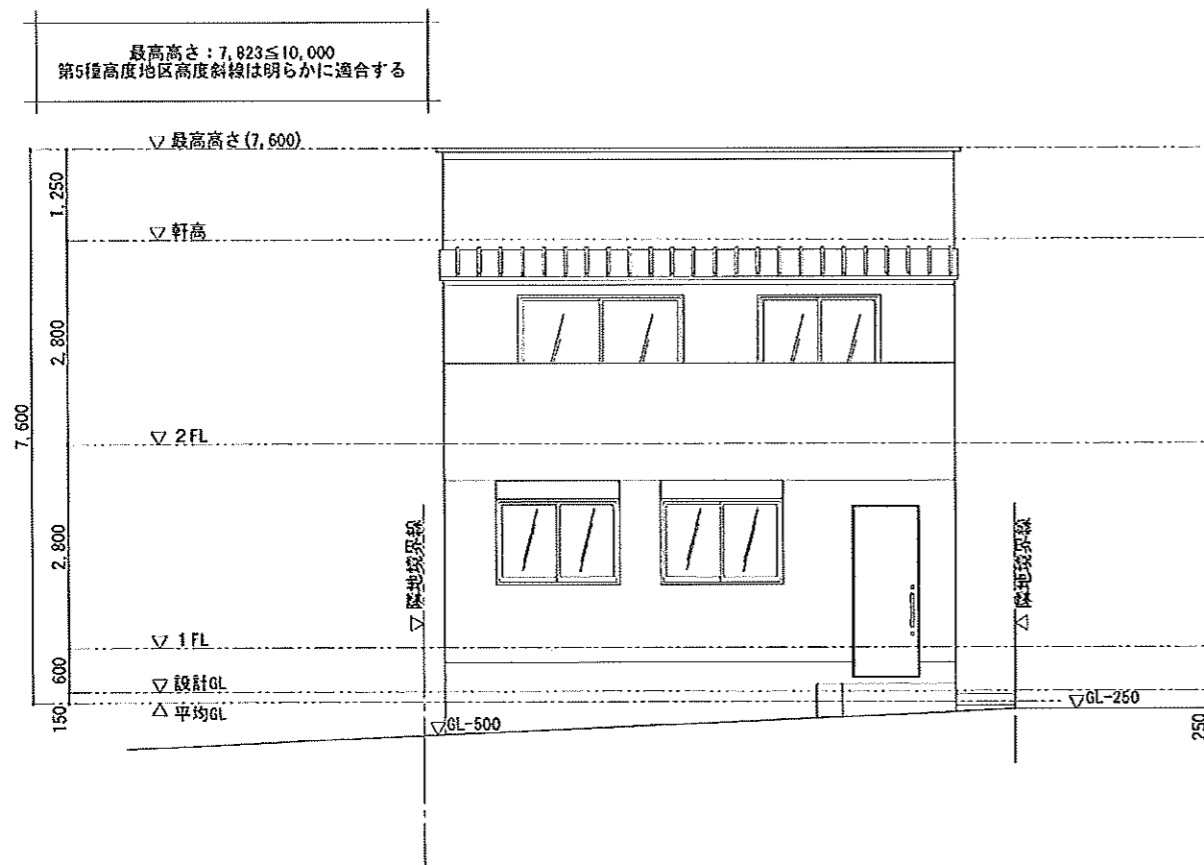 最高高さ：7,823≦10,000
第5種高度地区高度斜線は明らかに適合する
▽ 最高高さ(7,600)
1,250
▽ 軒高
2,800
7,600
▽ 2FL
2,800
▽ 隣地境界線
▽ 隣地境界線
▽ 1FL
600
▽ 設計GL
150
△ 平均GL
▽GL-500
▽GL-250
250